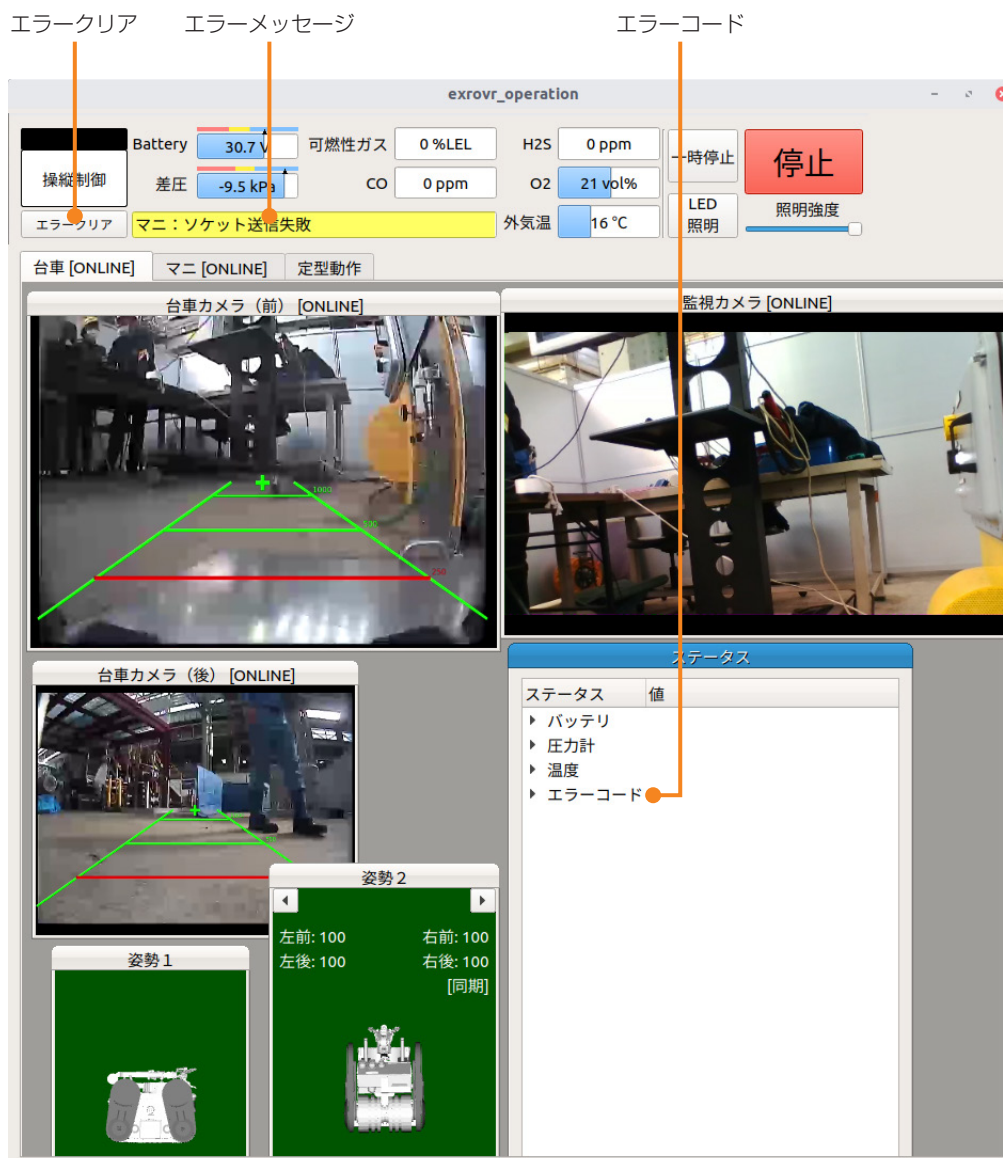 エラークリア エラーメッセージ エラーコード
exrovr_operation
Battery 30.7 V 可燃性ガス 0 %LEL H2S 0 ppm 一時停止 停止
操縦制御 差圧 -9.5 kPa CO 0 ppm O2 21 vol%
エラークリア マニ：ソケット送信失敗 外気温 16 °C LED 照明 照明強度
台車 [ONLINE] マニ [ONLINE] 定型動作
台車カメラ（前） [ONLINE] 監視カメラ [ONLINE]
1000
500
250
台車カメラ（後） [ONLINE]
ステータス
ステータス 値
バッテリ
圧力計
温度
エラーコード
姿勢２
左前: 100 右前: 100
左後: 100 右後: 100
[同期]
姿勢１